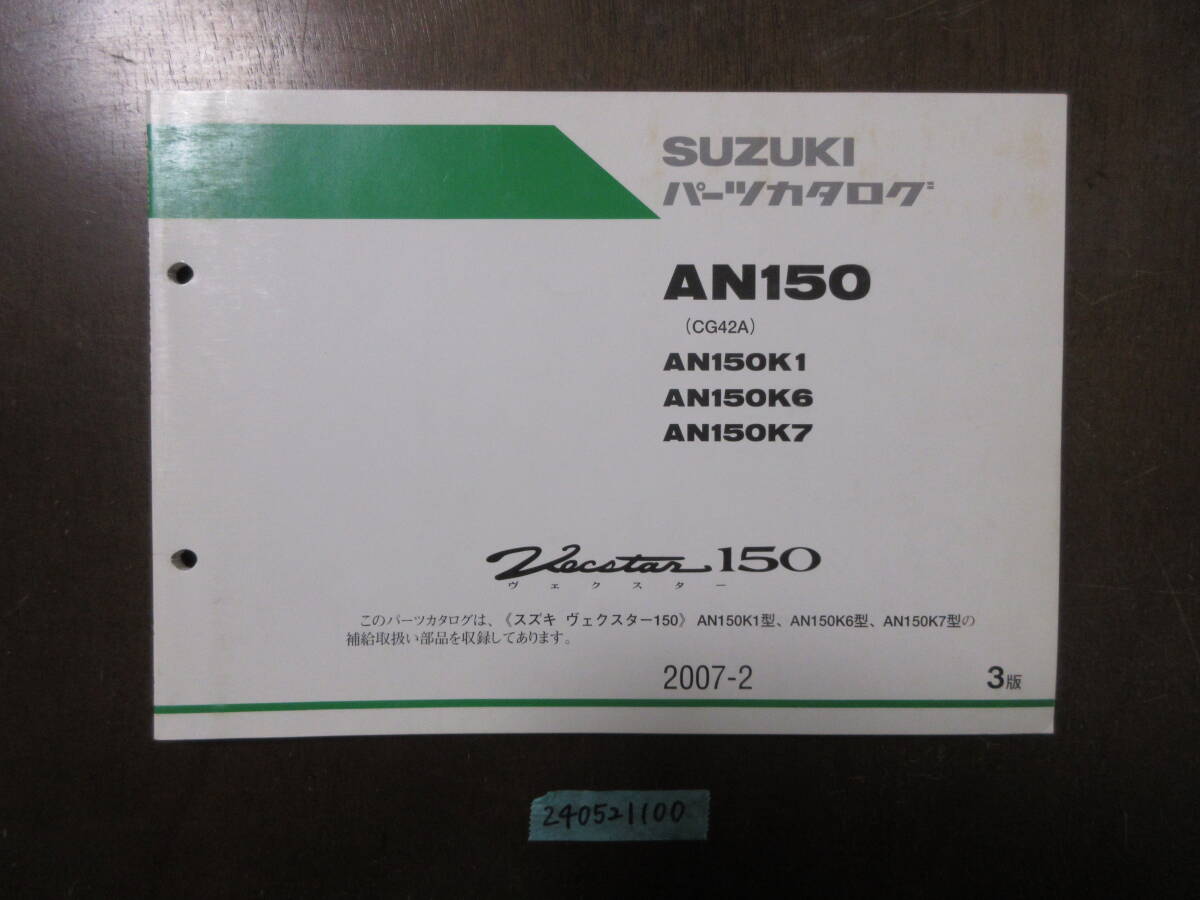 SUZUKI
パーツカタログ
AN150
(CG42A)
AN150K1
AN150K6
AN150K7
Vecstar 150
ヴェクスター
このパーツカタログは、《スズキ ヴェクスター150》 AN150K1型、AN150K6型、AN150K7型の
補給取扱い部品を収録してあります。
2007-2
3版
240521100